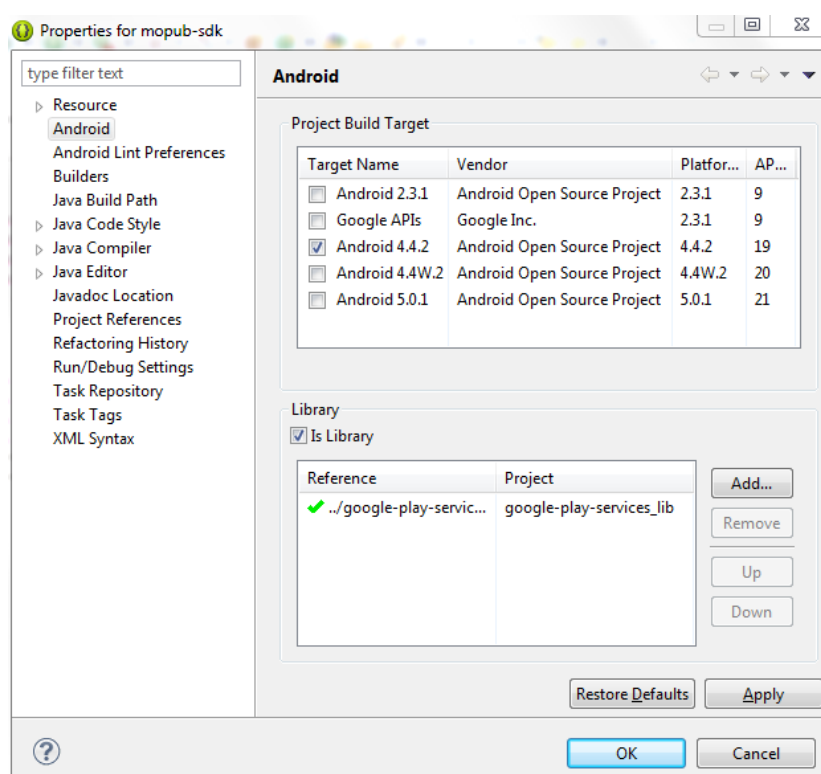 Properties for mopub-sdk
type filter text
Resource
Android
Android Lint Preferences
Builders
Java Build Path
Java Code Style
Java Compiler
Java Editor
Javadoc Location
Project References
Refactoring History
Run/Debug Settings
Task Repository
Task Tags
XML Syntax
Android
Project Build Target
Target Name Vendor Platfor... AP...
Android 2.3.1 Android Open Source Project 2.3.1 9
Google APIs Google Inc. 2.3.1 9
Android 4.4.2 Android Open Source Project 4.4.2 19
Android 4.4W.2 Android Open Source Project 4.4W.2 20
Android 5.0.1 Android Open Source Project 5.0.1 21
Library
Is Library
Reference Project
../google-play-servic... google-play-services_lib
Add...
Remove
Up
Down
Restore Defaults Apply
? OK Cancel